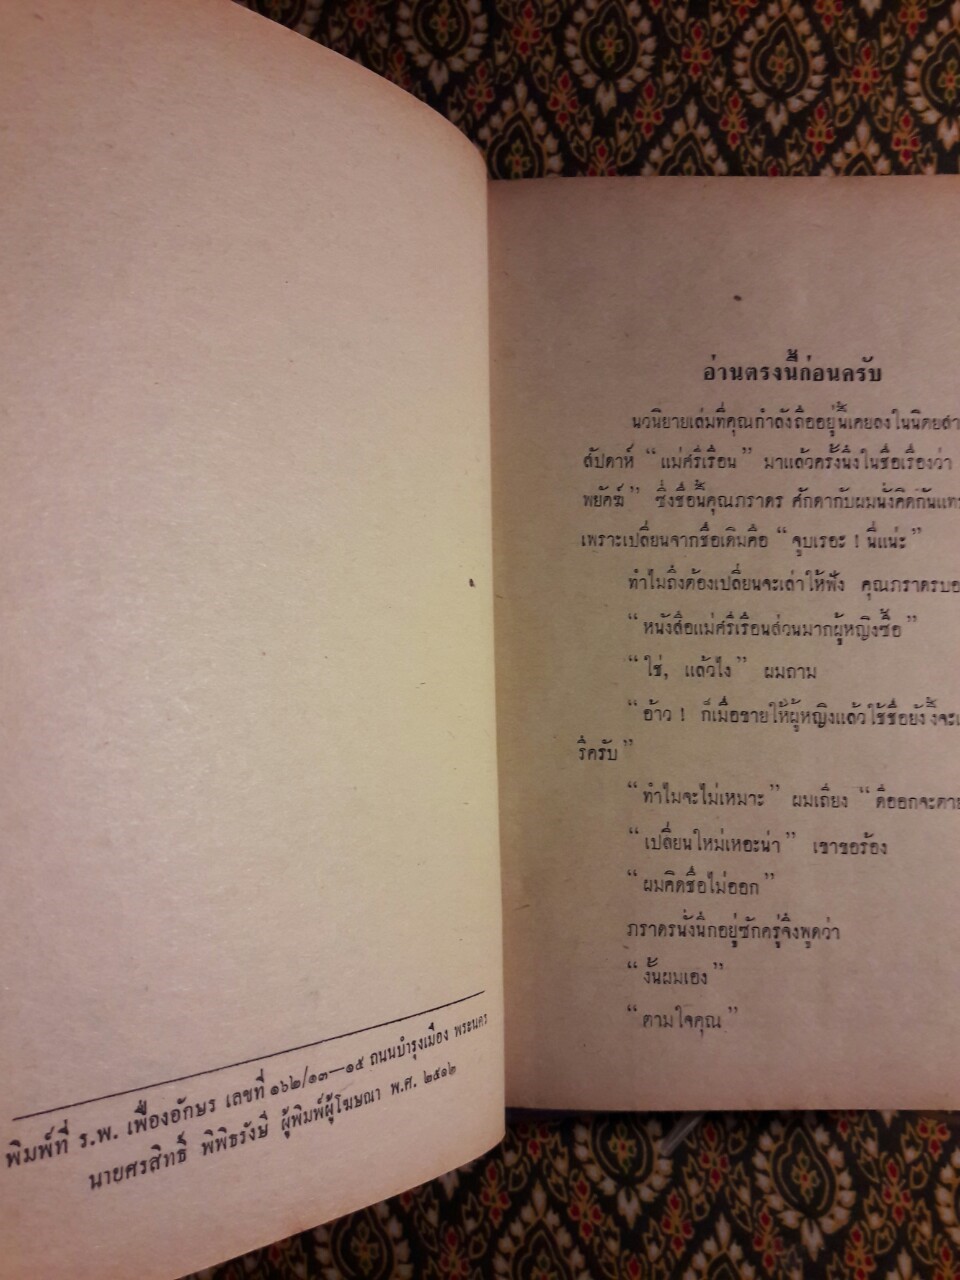 พิมพ์ที่ ร.พ. เฟื่องอักษร เลขที่ ๑๖๒/๑๓—๑๕ ถนนบำรุงเมือง พระนคร
นายศรสิทธิ์ พิพิธรังษี ผู้พิมพ์ผู้โฆษณา พ.ศ. ๒๕๑๒
อ่านตรงนี้ก่อนครับ
นวนิยายเล่มที่คุณกำลังถืออยู่นี้เคยลงในนิตยสา
สัปดาห์ “แม่ศรีเรือน” มาแล้วครั้งนึงในชื่อเรื่องว่า
พยัคฆ์” ซึ่งชื่อนี้คุณภราดร ศักดากับผมนั่งคิดกันแทบ
เพราะเปลี่ยนจากชื่อเดิมคือ “จูบเรอะ ! นี่แน่ะ”
ทำไมถึงต้องเปลี่ยนจะเล่าให้ฟัง คุณภราดรบอ
“หนังสือแม่ศรีเรือนส่วนมากผู้หญิงซื้อ”
“ใช่, แล้วไง” ผมถาม
“อ้าว ! ก็เมื่อขายให้ผู้หญิงแล้วใช้ชื่อยังงี้จะเ
รึครับ”
“ทำไมจะไม่เหมาะ” ผมเถียง “ดีออกจะตาย
“เปลี่ยนใหม่เหอะน่า” เขาขอร้อง
“ผมคิดชื่อไม่ออก”
ภราดรนั่งนึกอยู่ซักครู่จึงพูดว่า
“งั้นผมเอง”
“ตามใจคุณ”